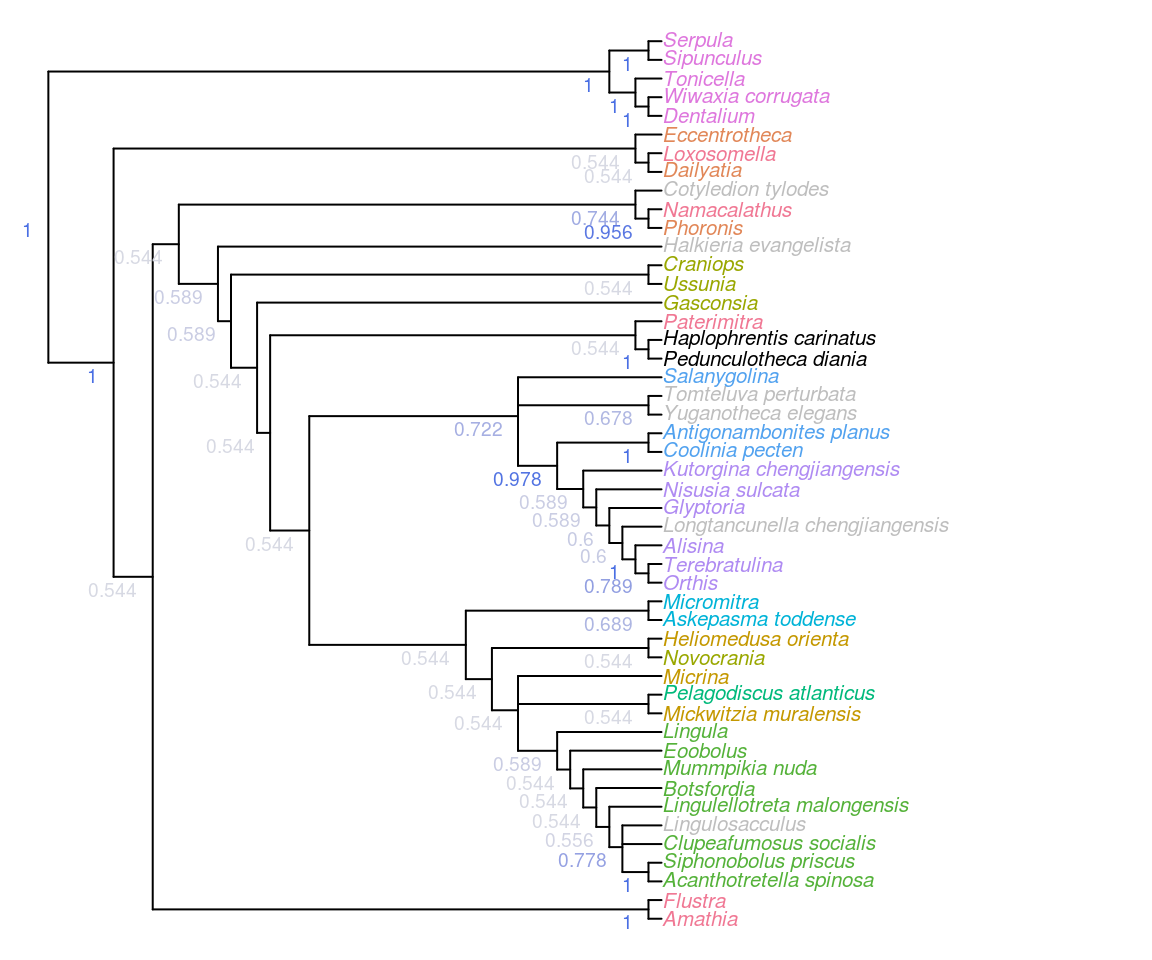 Serpula
Sipunculus
1
Tonicella
1
Wiwaxia corrugata
1
Dentalium
1
Eccentrotheca
Loxosomella
0.544
Dailyatia
0.544
Cotyledion tylodes
Namacalathus
0.744
Phoronis
1
0.956
Halkieria evangelista
0.544
Craniops
Ussunia
0.544
0.589
Gasconsia
Paterimitra
0.589
Haplophrentis carinatus
0.544
Pedunculotheca diania
1
Salanygolina
1
0.544
Tomteluva perturbata
Yuganotheca elegans
0.678
0.722
Antigonambonites planus
0.544
Coolinia pecten
1
Kutorgina chengjiangensis
0.978
Nisusia sulcata
0.589
Glyptoria
0.589
Longtancunella chengjiangensis
0.6
Alisina
0.544
0.6
Terebratulina
1
Orthis
0.789
0.544
Micromitra
Askepasma toddense
0.689
Heliomedusa orienta
Novocrania
0.544
0.544
Micrina
0.544
Pelagodiscus atlanticus
Mickwitzia muralensis
0.544
0.544
Lingula
Eoobolus
0.589
Mummpikia nuda
0.544
Botsfordia
0.544
Lingulellotreta malongensis
0.544
Lingulosacculus
0.556
Clupeafumosus socialis
0.778
Siphonobolus priscus
Acanthotretella spinosa
1
Flustra
Amathia
1